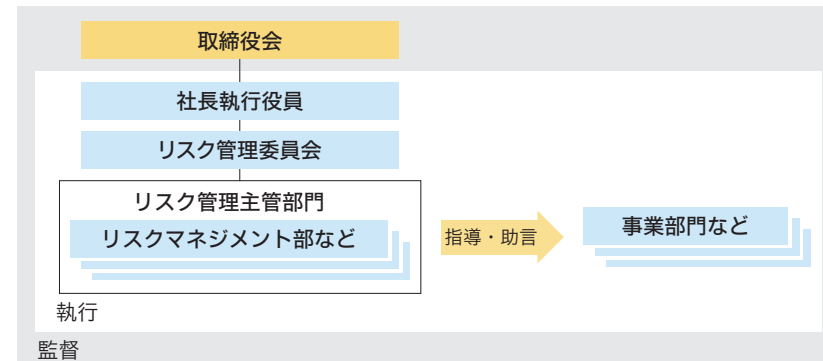 取締役会
社長執行役員
リスク管理委員会
リスク管理主管部門
リスクマネジメント部など
指導・助言
事業部門など
執行
監督